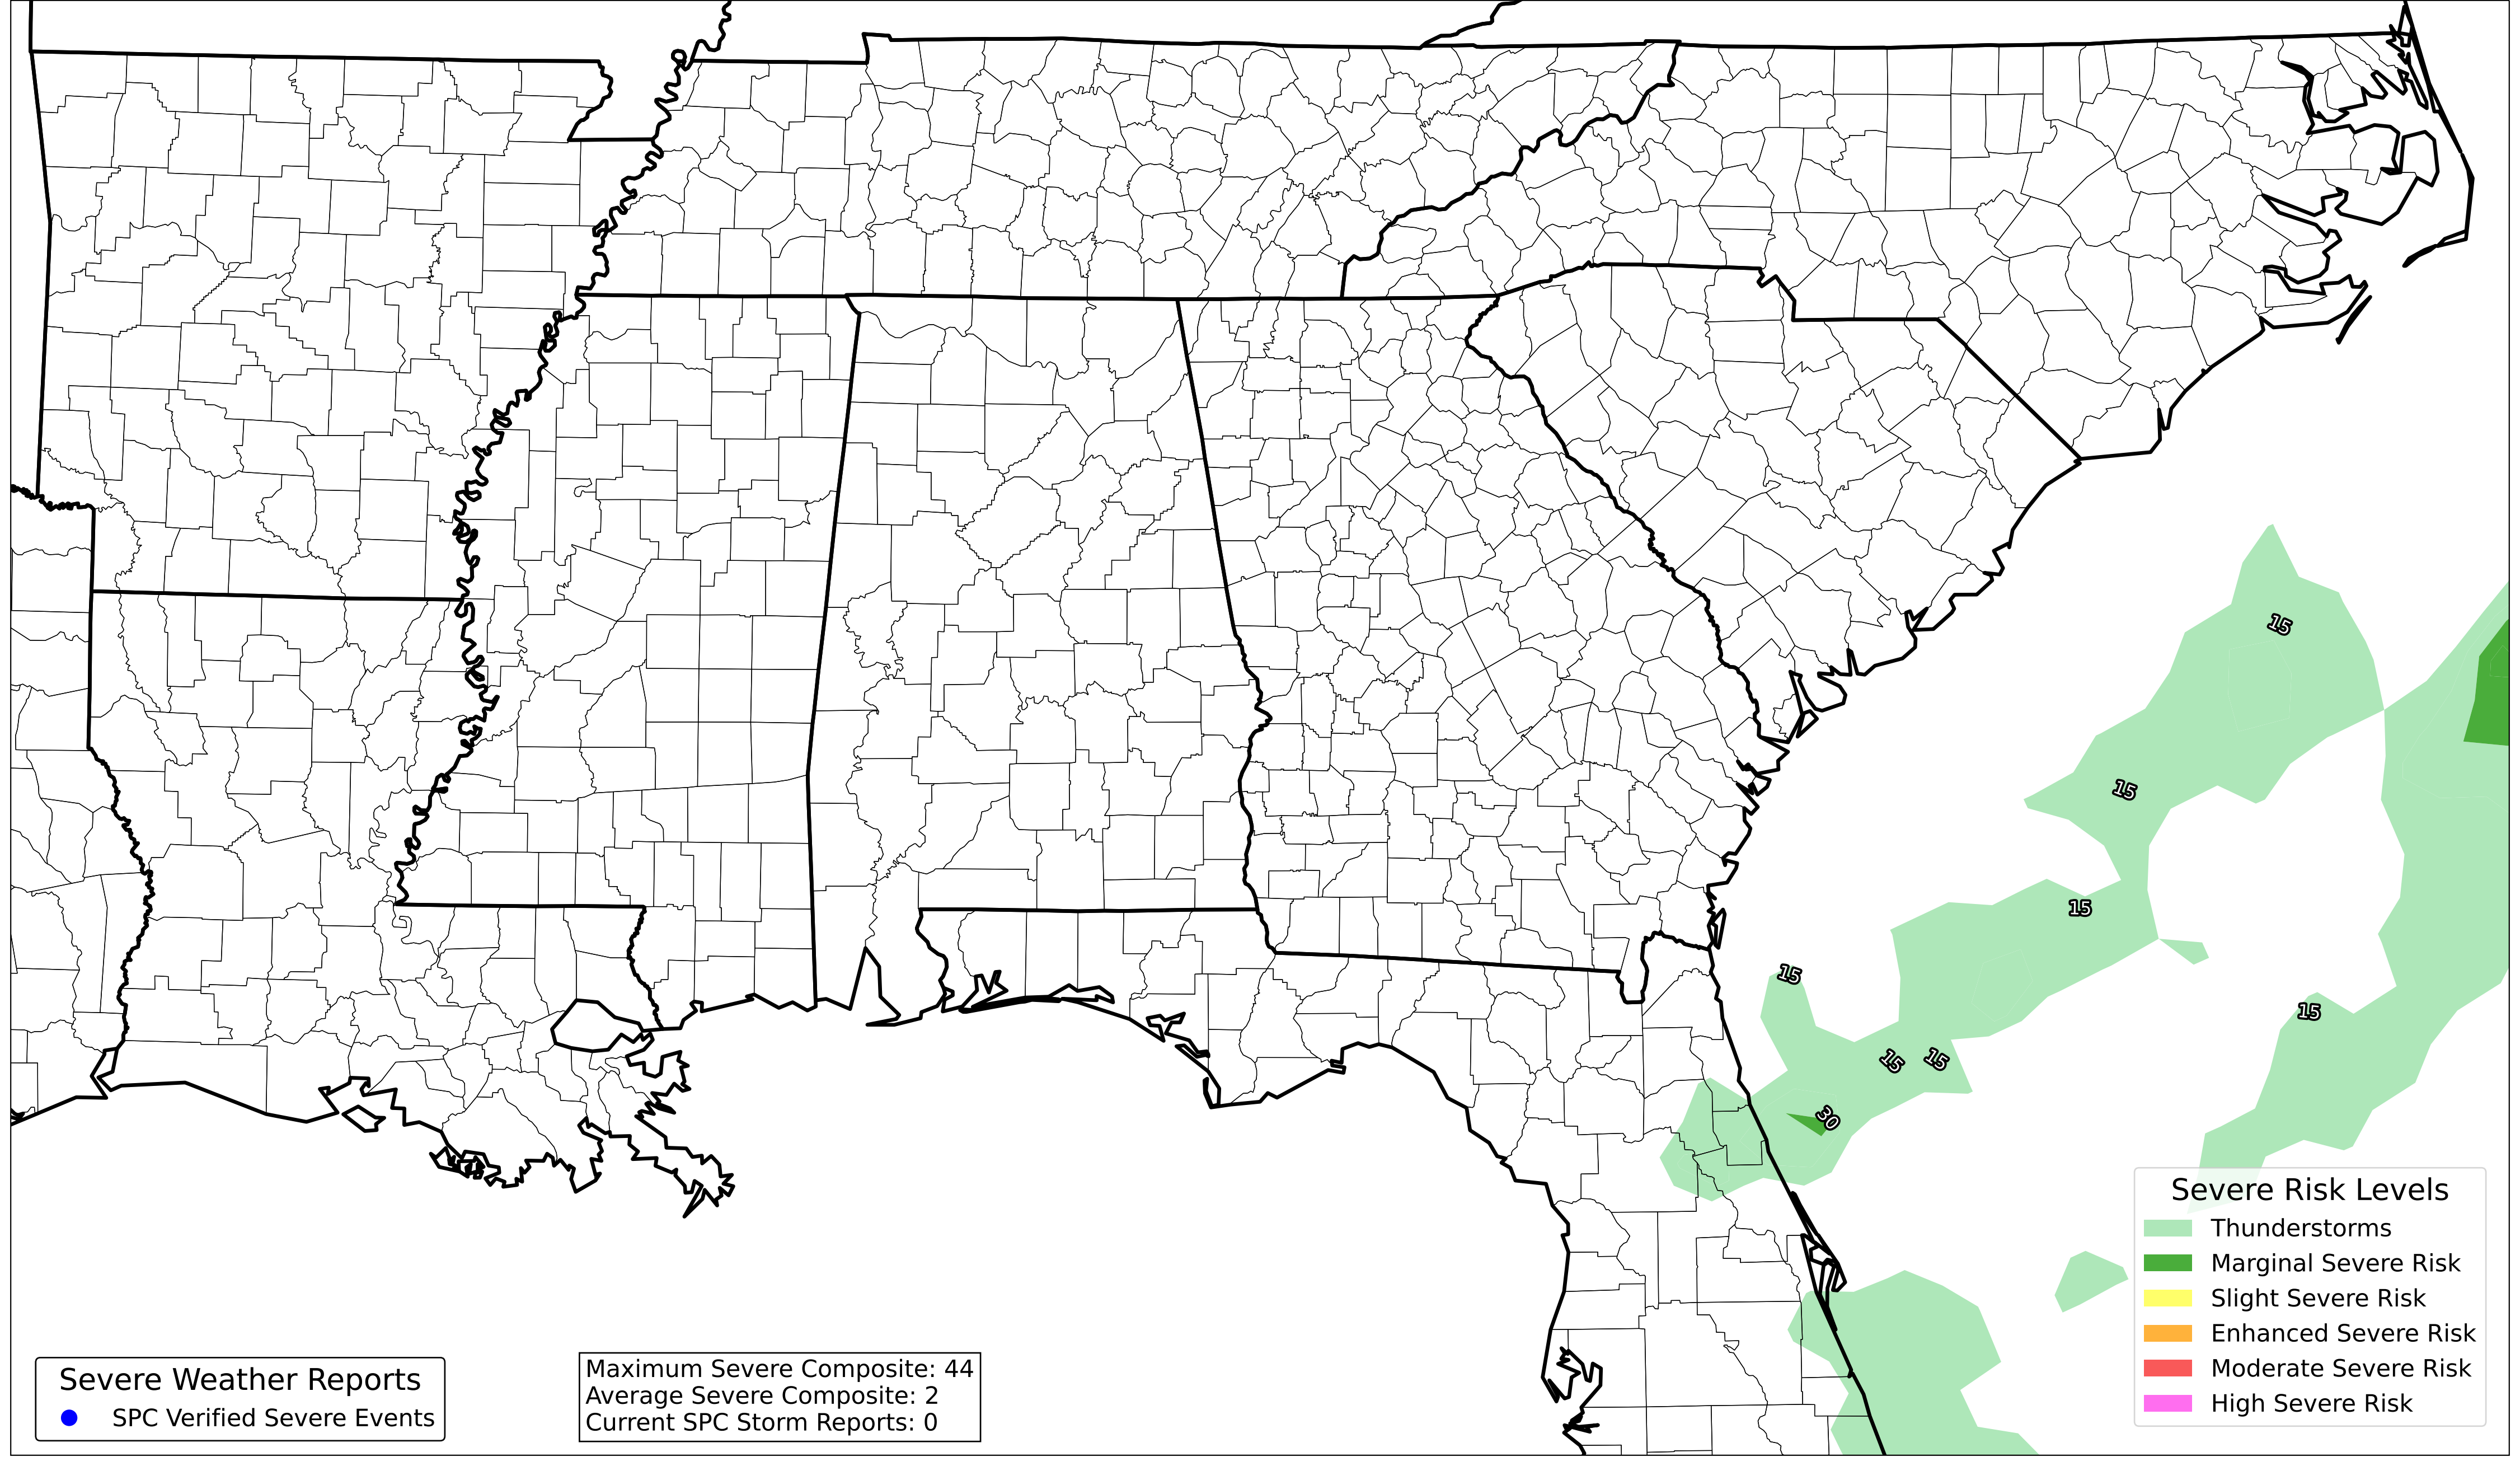 15
15
15
15
15
15
15
30
Severe Risk Levels
Thunderstorms
Marginal Severe Risk
Slight Severe Risk
Enhanced Severe Risk
Moderate Severe Risk
High Severe Risk
Severe Weather Reports
SPC Verified Severe Events
Maximum Severe Composite: 44
Average Severe Composite: 2
Current SPC Storm Reports: 0